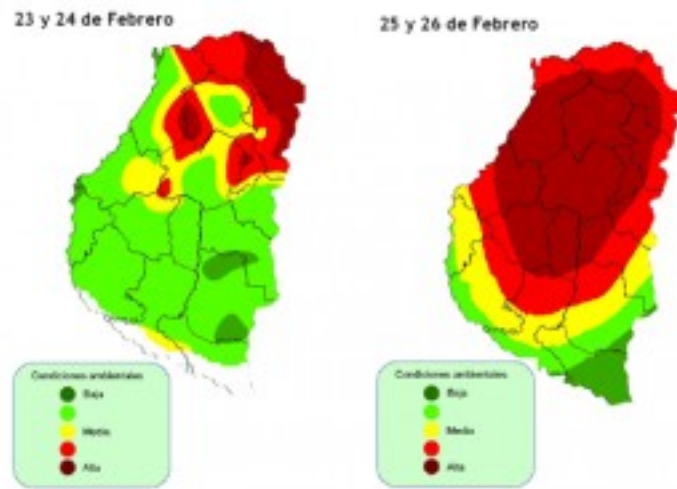 23 y 24 de Febrero
25 y 26 de Febrero
Condiciones ambientales
Baja
Media
Alta
Condiciones ambientales
Baja
Media
Alta